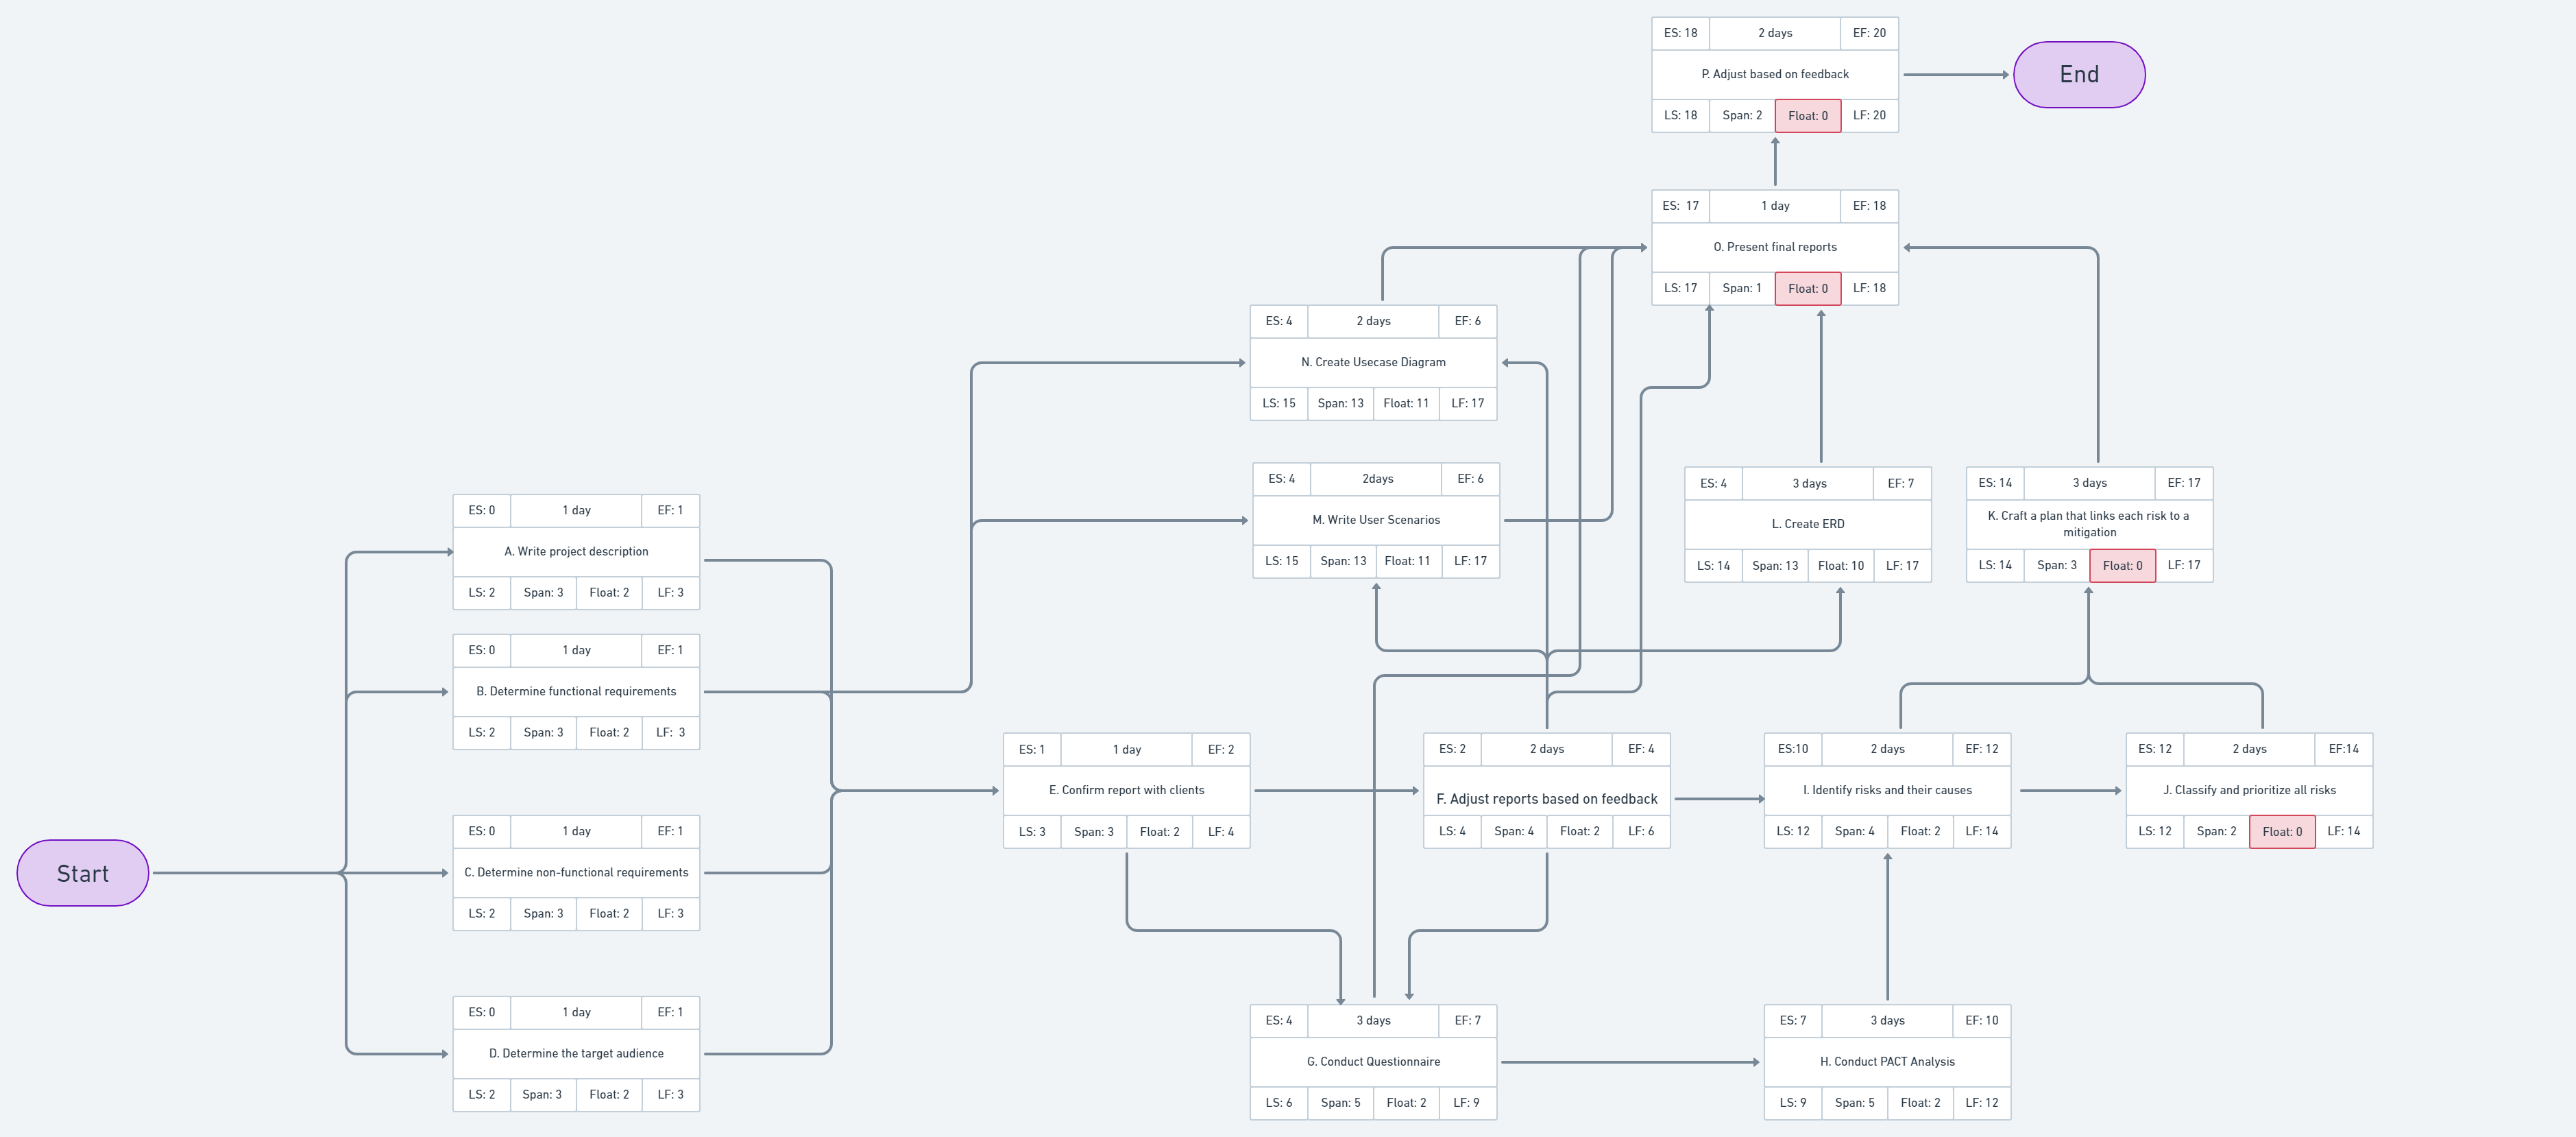 ES: 18
2 days
EF: 20
P. Adjust based on feedback
LS: 18
Span: 2
Float: 0
LF: 20
End
ES: 17
1 day
EF: 18
O. Present final reports
LS: 17
Span: 1
Float: 0
LF: 18
ES: 4
2 days
EF: 6
N. Create Usecase Diagram
LS: 15
Span: 13
Float: 11
LF: 17
ES: 4
2days
EF: 6
M. Write User Scenarios
LS: 15
Span: 13
Float: 11
LF: 17
ES: 4
3 days
EF: 7
L. Create ERD
LS: 14
Span: 13
Float: 10
LF: 17
ES: 14
3 days
EF: 17
K. Craft a plan that links each risk to a
mitigation
LS: 14
Span: 3
Float: 0
LF: 17
ES: 0
1 day
EF: 1
A. Write project description
LS: 2
Span: 3
Float: 2
LF: 3
ES: 0
1 day
EF: 1
B. Determine functional requirements
LS: 2
Span: 3
Float: 2
LF: 3
ES: 1
1 day
EF: 2
E. Confirm report with clients
LS: 3
Span: 3
Float: 2
LF: 4
ES: 2
2 days
EF: 4
F. Adjust reports based on feedback
LS: 4
Span: 4
Float: 2
LF: 6
ES:10
2 days
EF: 12
I. Identify risks and their causes
LS: 12
Span: 4
Float: 2
LF: 14
ES: 12
2 days
EF:14
J. Classify and prioritize all risks
LS: 12
Span: 2
Float: 0
LF: 14
Start
ES: 0
1 day
EF: 1
C. Determine non-functional requirements
LS: 2
Span: 3
Float: 2
LF: 3
ES: 0
1 day
EF: 1
D. Determine the target audience
LS: 2
Span: 3
Float: 2
LF: 3
ES: 4
3 days
EF: 7
G. Conduct Questionnaire
LS: 6
Span: 5
Float: 2
LF: 9
ES: 7
3 days
EF: 10
H. Conduct PACT Analysis
LS: 9
Span: 5
Float: 2
LF: 12